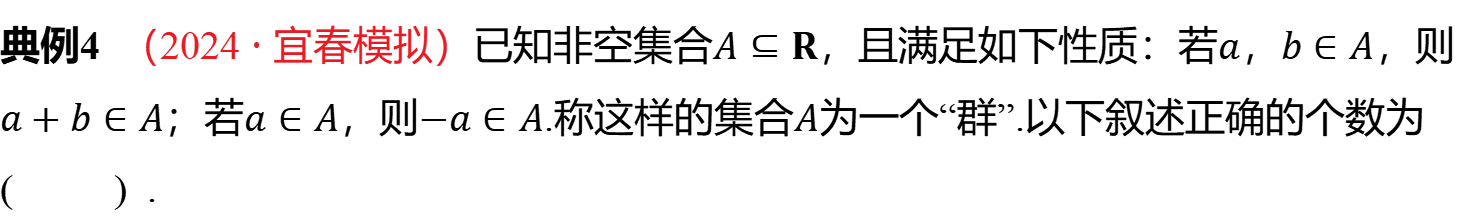 典例4 （2024 · 宜春模拟）已知非空集合A ⊆ R，且满足如下性质：若a，b ∈ A，则
a + b ∈ A；若a ∈ A，则−a ∈ A.称这样的集合A为一个“群”.以下叙述正确的个数为
( ) .